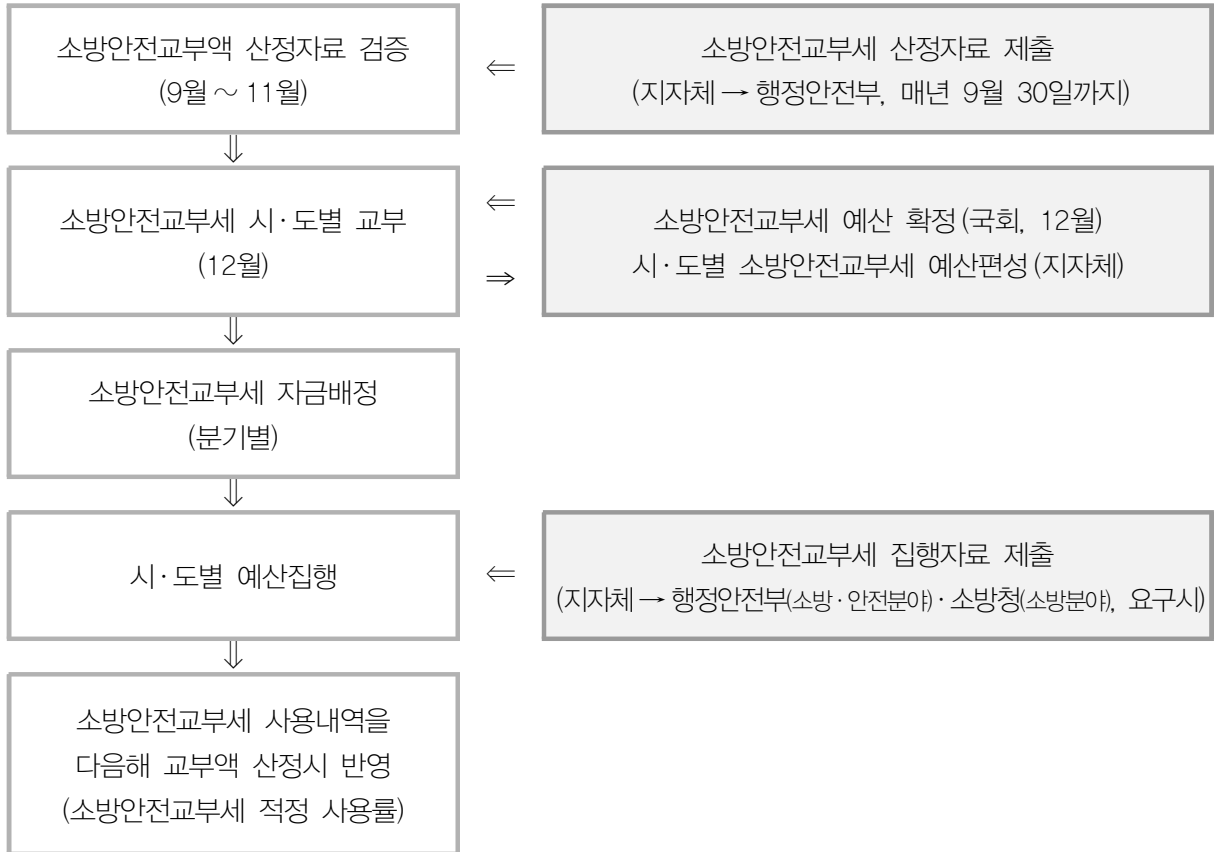 소방안전교부액 산정자료 검증
(9월 ~ 11월)
⇐
소방안전교부세 산정자료 제출
(지자체 → 행정안전부, 매년 9월 30일까지)
⇓
소방안전교부세 시·도별 교부
(12월)
⇐
⇒
소방안전교부세 예산 확정(국회, 12월)
시·도별 소방안전교부세 예산편성(지자체)
⇓
소방안전교부세 자금배정
(분기별)
⇓
시·도별 예산집행
⇐
소방안전교부세 집행자료 제출
(지자체 → 행정안전부(소방·안전분야)·소방청(소방분야), 요구시)
⇓
소방안전교부세 사용내역을
다음해 교부액 산정시 반영
(소방안전교부세 적정 사용률)